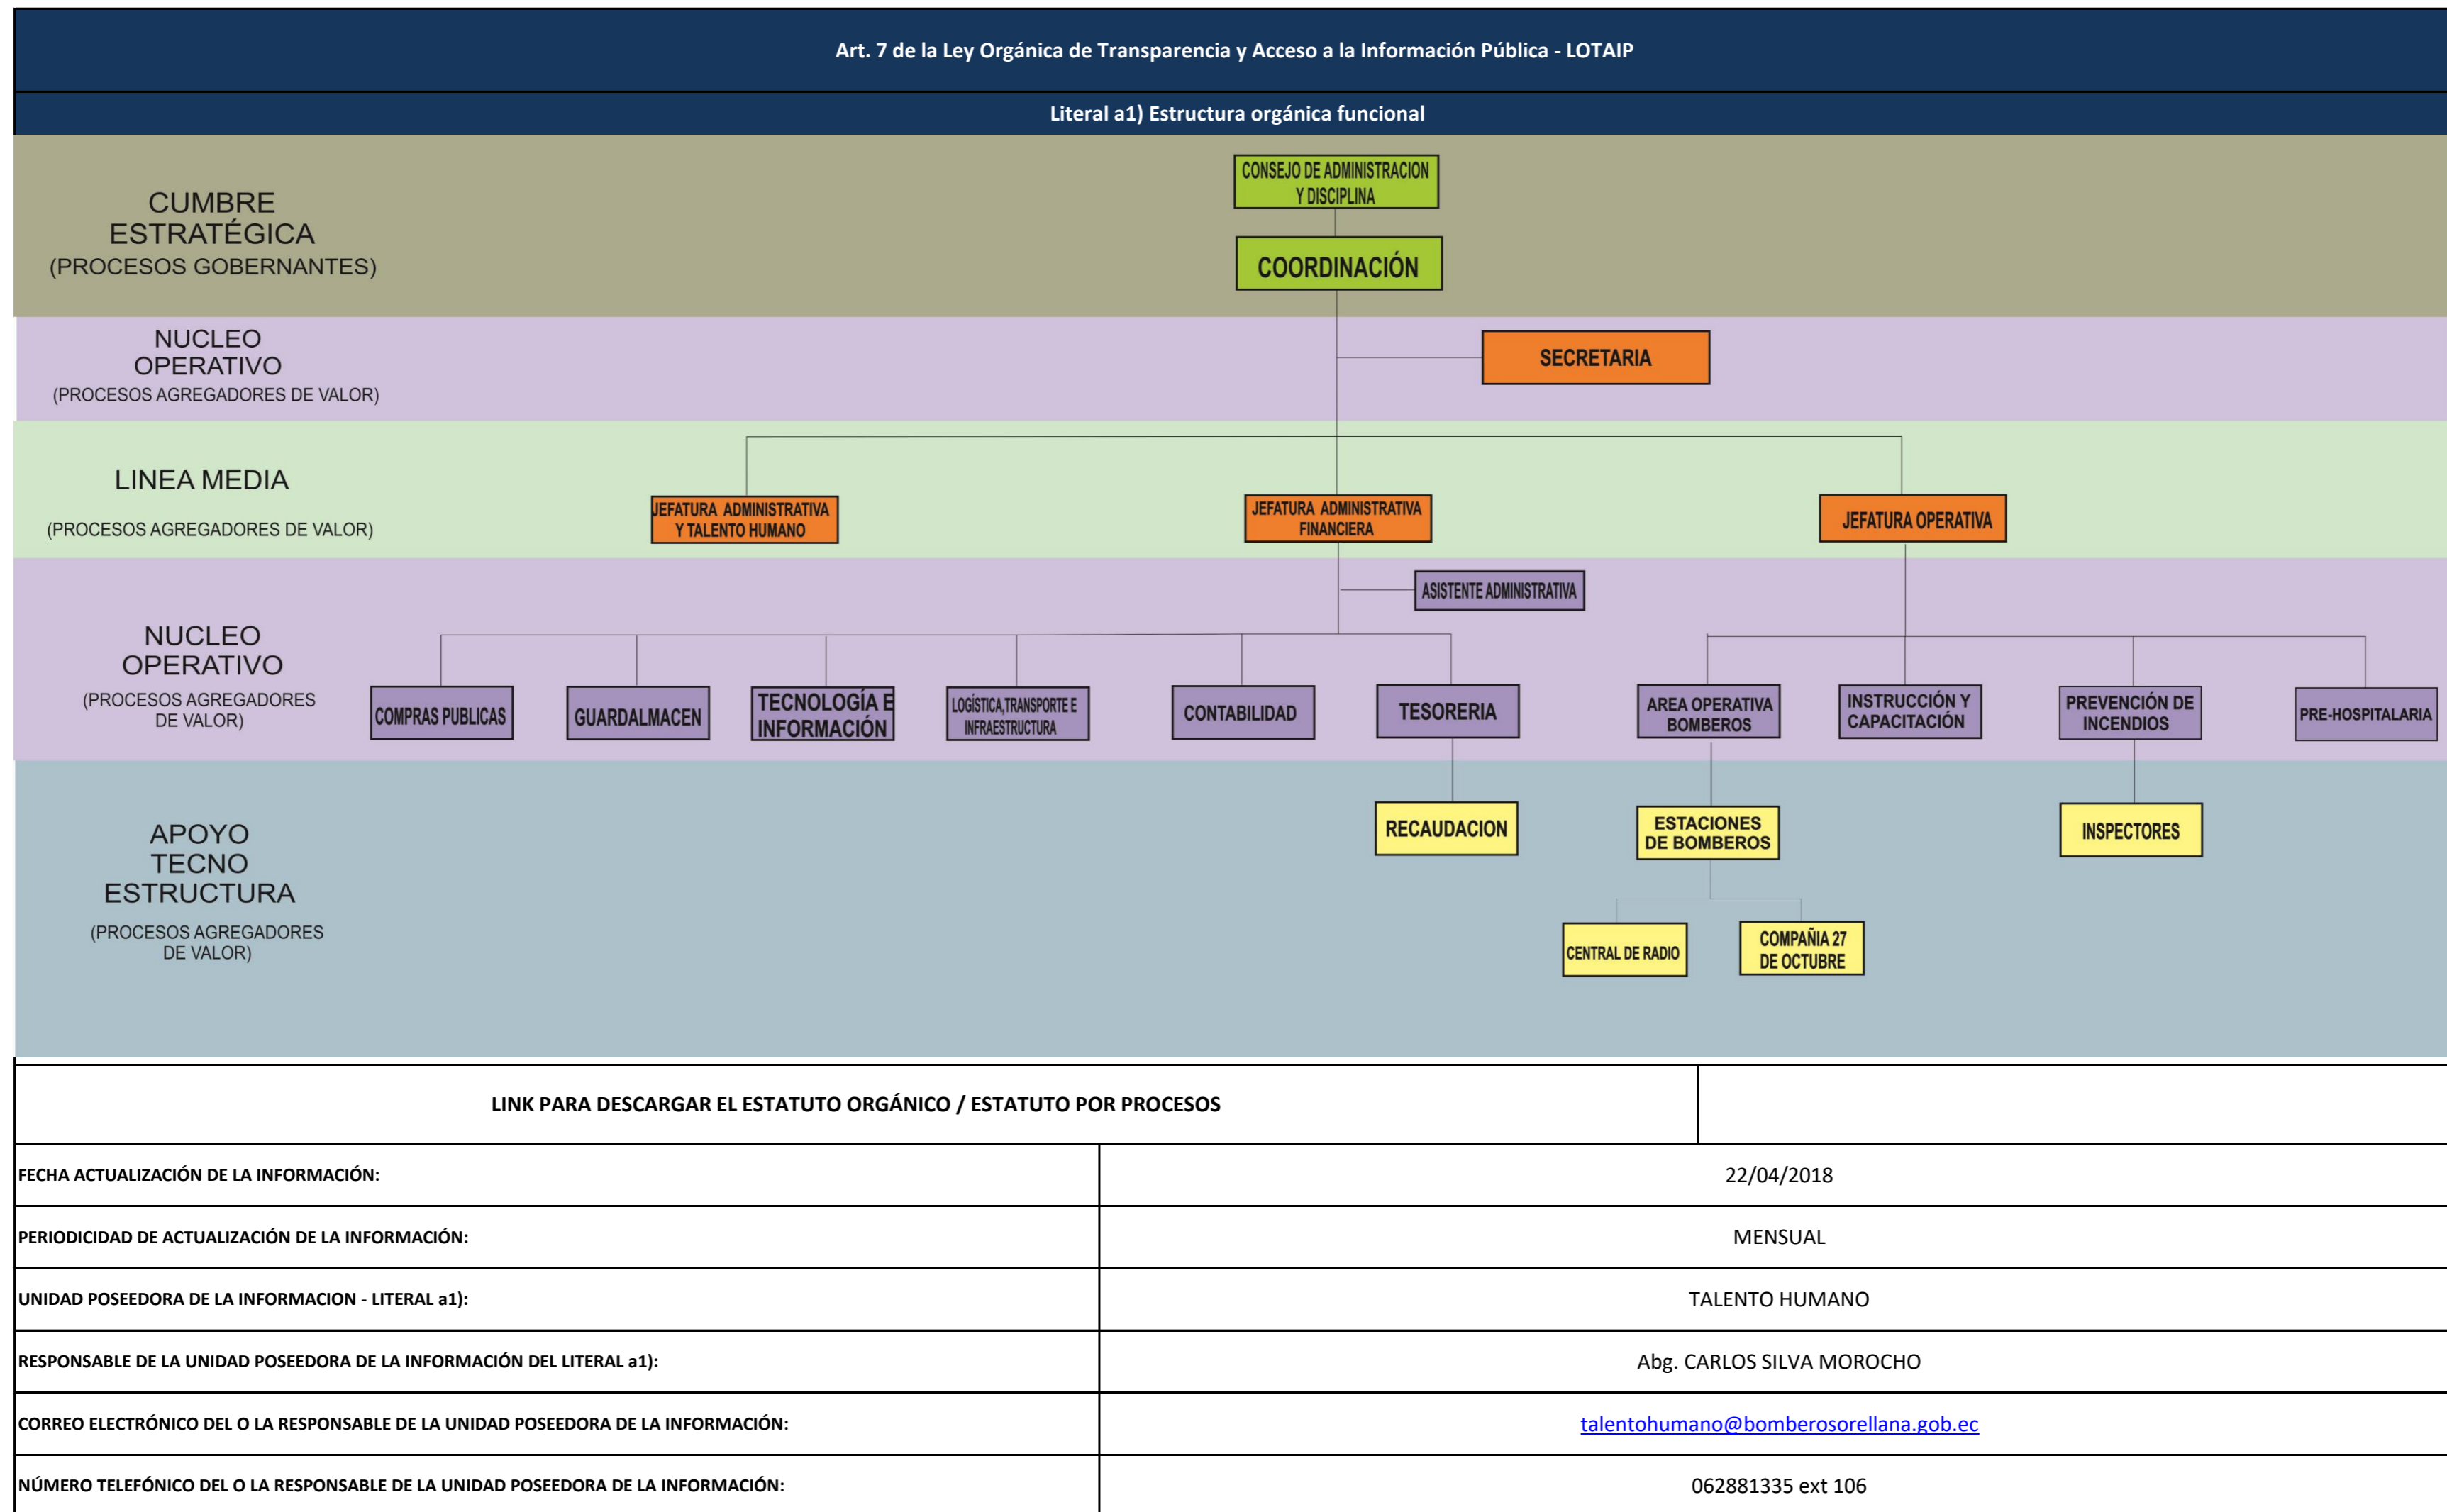 Art. 7 de la Ley Orgánica de Transparencia y Acceso a la Información Pública - LOTAIP
Literal a1) Estructura orgánica funcional
CUMBRE
ESTRATÉGICA
(PROCESOS GOBERNANTES)
CONSEJO DE ADMINISTRACION
Y DISCIPLINA
COORDINACIÓN
NUCLEO
OPERATIVO
(PROCESOS AGREGADORES DE VALOR)
SECRETARIA
LINEA MEDIA
(PROCESOS AGREGADORES DE VALOR)
JEFATURA ADMINISTRATIVA
Y TALENTO HUMANO
JEFATURA ADMINISTRATIVA
FINANCIERA
JEFATURA OPERATIVA
NUCLEO
OPERATIVO
(PROCESOS AGREGADORES
DE VALOR)
ASISTENTE ADMINISTRATIVA
COMPRAS PUBLICAS
GUARDALMACEN
TECNOLOGÍA E
INFORMACIÓN
LOGÍSTICA,TRANSPORTE E
INFRAESTRUCTURA
CONTABILIDAD
TESORERIA
AREA OPERATIVA
BOMBEROS
INSTRUCCIÓN Y
CAPACITACIÓN
PREVENCIÓN DE
INCENDIOS
PRE-HOSPITALARIA
APOYO
TECNO
ESTRUCTURA
(PROCESOS AGREGADORES
DE VALOR)
RECAUDACION
ESTACIONES
DE BOMBEROS
INSPECTORES
CENTRAL DE RADIO
COMPAÑIA 27
DE OCTUBRE
LINK PARA DESCARGAR EL ESTATUTO ORGÁNICO / ESTATUTO POR PROCESOS
FECHA ACTUALIZACIÓN DE LA INFORMACIÓN:
22/04/2018
PERIODICIDAD DE ACTUALIZACIÓN DE LA INFORMACIÓN:
MENSUAL
UNIDAD POSEEDORA DE LA INFORMACION - LITERAL a1):
TALENTO HUMANO
RESPONSABLE DE LA UNIDAD POSEEDORA DE LA INFORMACIÓN DEL LITERAL a1):
Abg. CARLOS SILVA MOROCHO
CORREO ELECTRÓNICO DEL O LA RESPONSABLE DE LA UNIDAD POSEEDORA DE LA INFORMACIÓN:
talentohumano@bomberosorellana.gob.ec
NÚMERO TELEFÓNICO DEL O LA RESPONSABLE DE LA UNIDAD POSEEDORA DE LA INFORMACIÓN:
062881335 ext 106